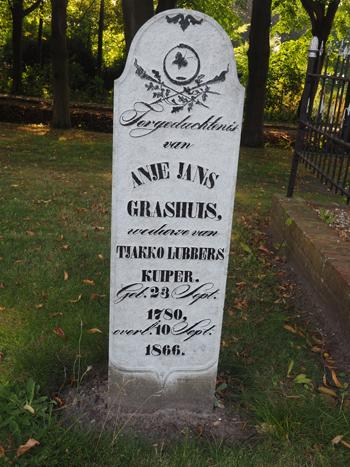 Ter gedachtenis
van
ANJE JANS
GRASHUIS,
weduwe van
TJAKKO LUBBERS
KUIPER.
Geb. 23 Sept.
1780,
overl. 10 Sept.
1866.